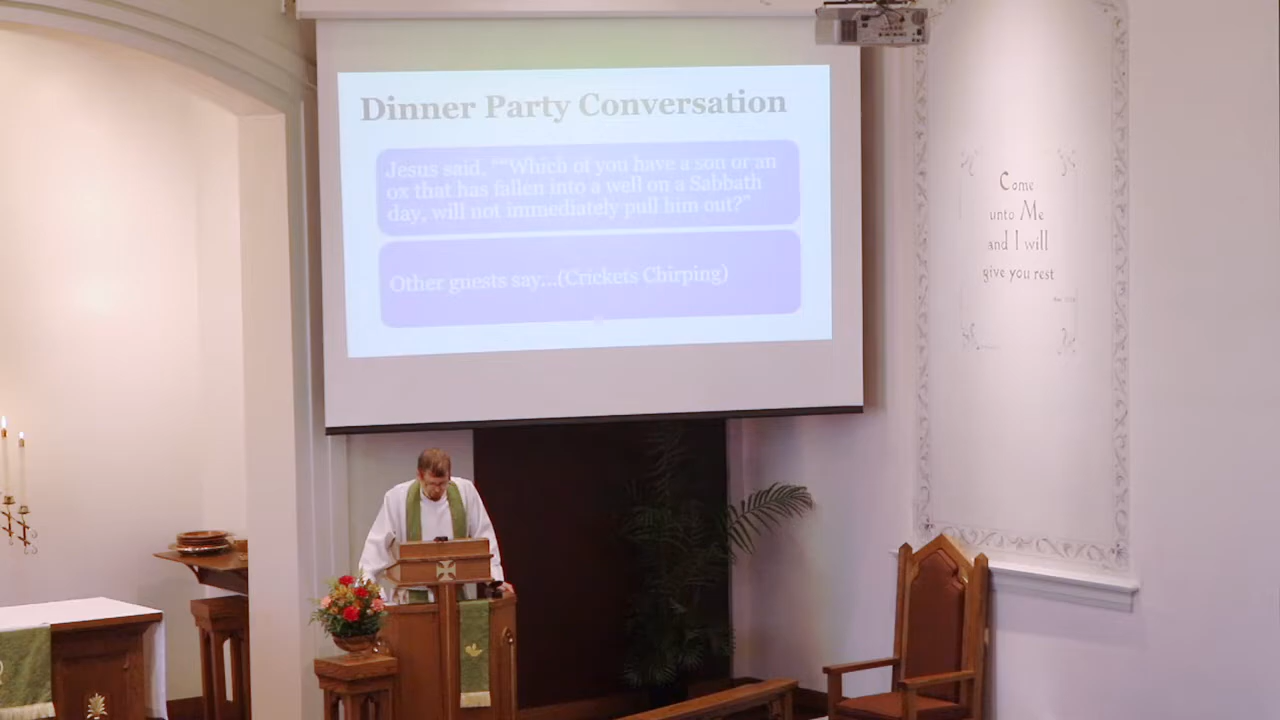 Dinner Party Conversation
Jesus said, ““Which of you have a son or an
ox that has fallen into a well on a Sabbath
day, will not immediately pull him out?”
Other guests say...(Crickets Chirping)
Come
unto Me
and I will
give you rest